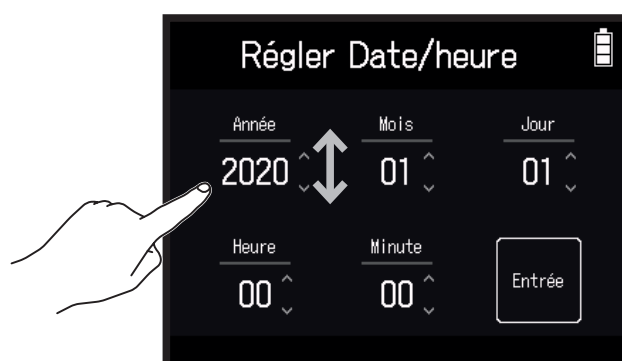 Régler Date/heure
Année Mois Jour
2020 01 01
Heure Minute
00 00 Entrée